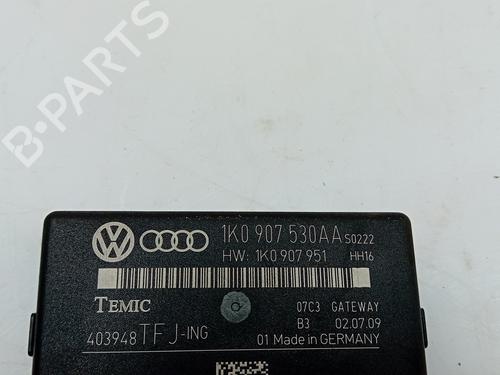 B-PARTS
1K0 907 530AA S0222
HW: 1K0 907 951 HH16
TEMIC
07C3 GATEWAY
403948 TFJ-ING
B3 02.07.09
01 Made in GERMANY